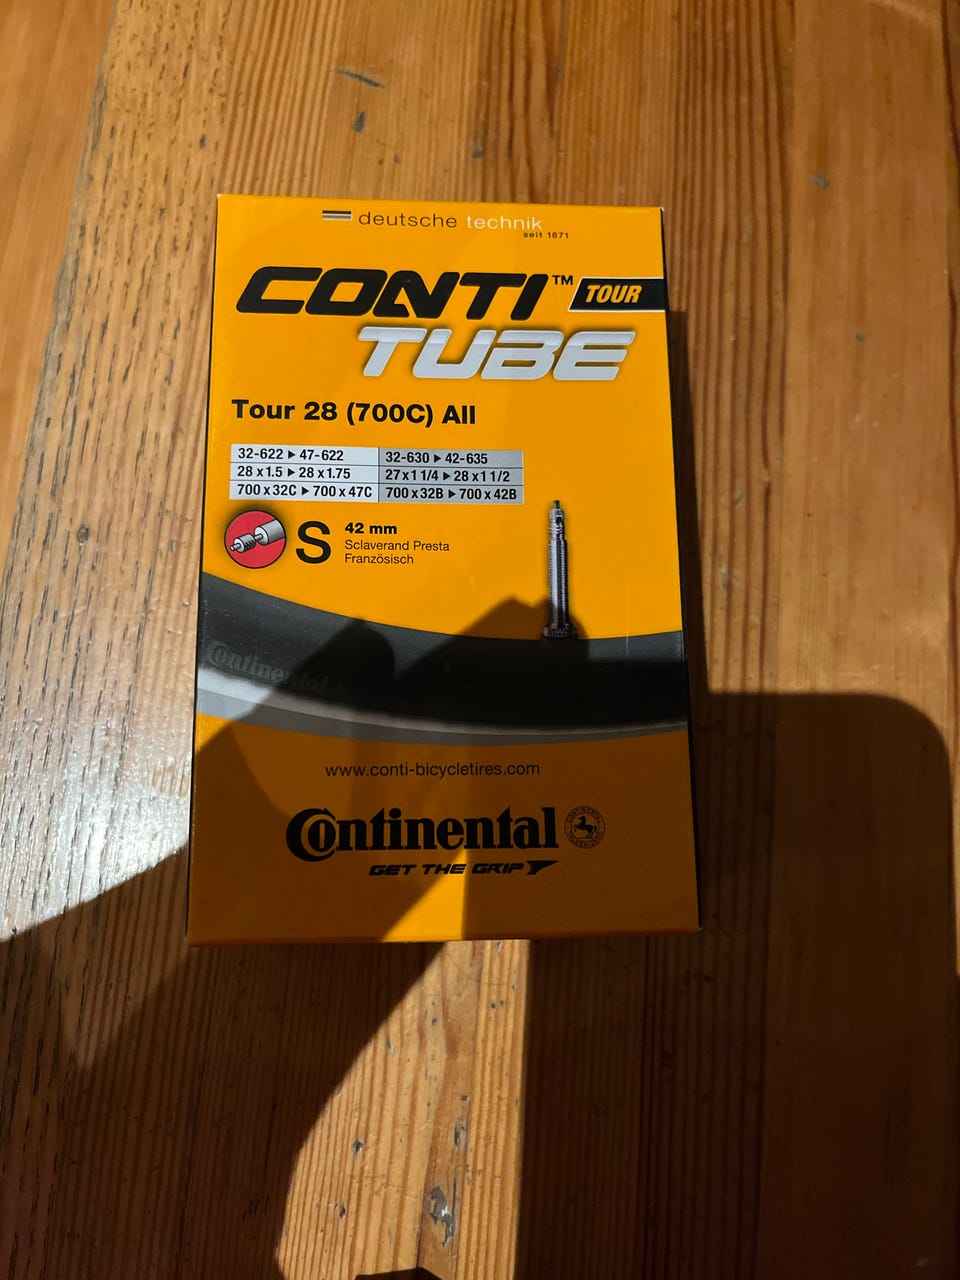 deutsche technik
seit 1871
CONTI™ TOUR
TUBE
Tour 28 (700C) All
32-622 ▶ 47-622 32-630 ▶ 42-635
28 x 1.5 ▶ 28 x 1.75 27 x 1 1/4 ▶ 28 x 1 1/2
700 x 32C ▶ 700 x 47C 700 x 32B ▶ 700 x 42B
S 42 mm
Sclaverand Presta
Französisch
Continental
www.conti-bicycletires.com
Continental
GET THE GRIP